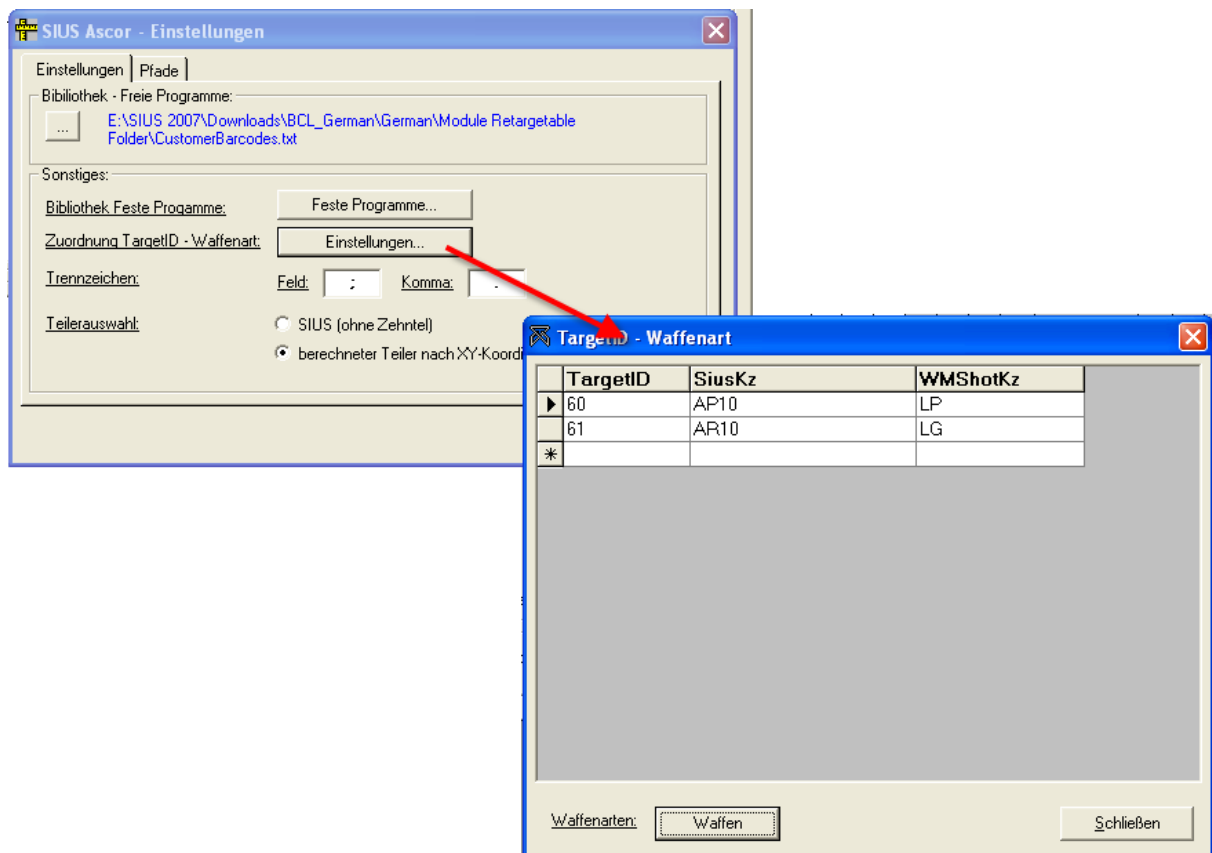 SIUS Ascor - Einstellungen
Einstellungen Pfade
Bibiliothek - Freie Programme:
... E:\SIUS 2007\Downloads\BCL_German\German\Module Retargetable
Folder\CustomerBarcodes.txt
Sonstiges:
Bibliothek Feste Progamme: Feste Programme...
Zuordnung TargetID - Waffenart: Einstellungen...
Trennzeichen: Feld: ; Komma: .
Teilerauswahl: SIUS (ohne Zehntel)
berechneter Teiler nach XY-Koordi
TargetID - Waffenart
TargetID SiusKz WMShotKz
60 AP10 LP
61 AR10 LG
Waffenarten: Waffen Schließen